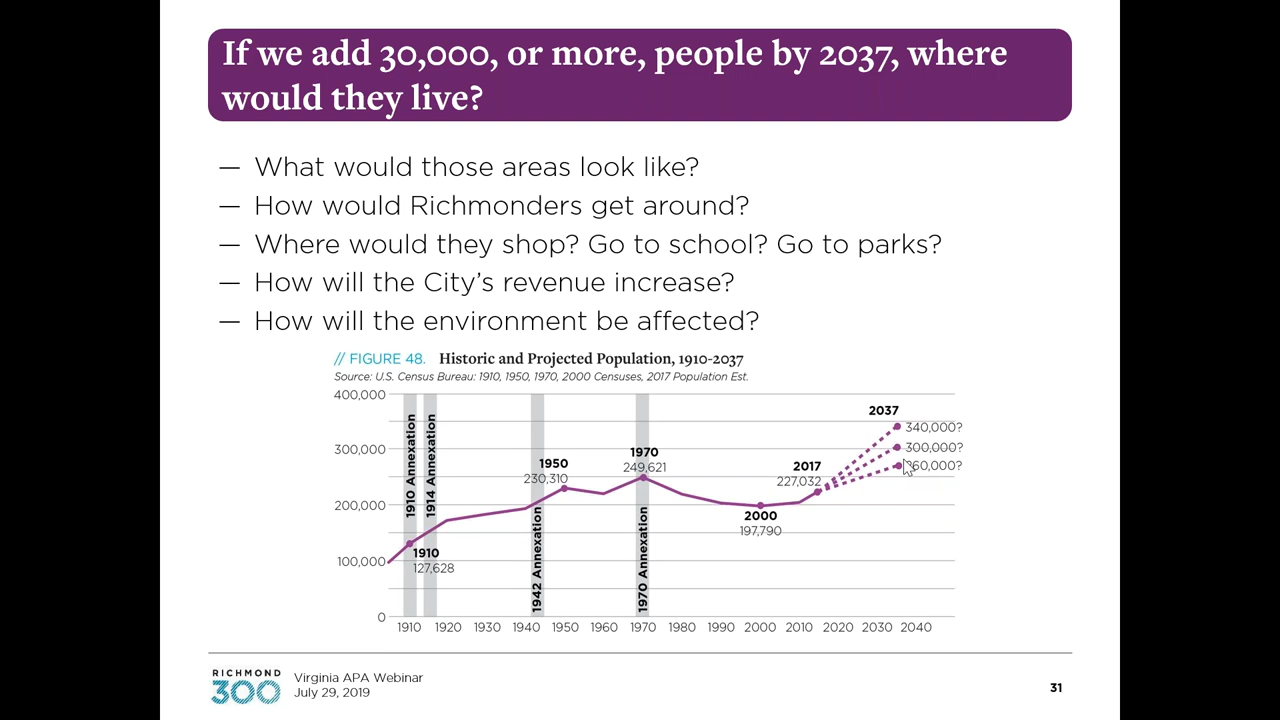 If we add 30,000, or more, people by 2037, where
would they live?
— What would those areas look like?
— How would Richmonders get around?
— Where would they shop? Go to school? Go to parks?
— How will the City's revenue increase?
— How will the environment be affected?
// FIGURE 48. Historic and Projected Population, 1910-2037
Source: U.S. Census Bureau: 1910, 1950, 1970, 2000 Censuses, 2017 Population Est.
400,000
300,000
200,000
100,000
0
1910 Annexation
1914 Annexation
1942 Annexation
1970 Annexation
1910
127,628
1950
230,310
1970
249,621
2000
197,790
2017
227,032
2037
340,000?
300,000?
60,000?
1910 1920 1930 1940 1950 1960 1970 1980 1990 2000 2010 2020 2030 2040
RICHMOND
300
Virginia APA Webinar
July 29, 2019
31